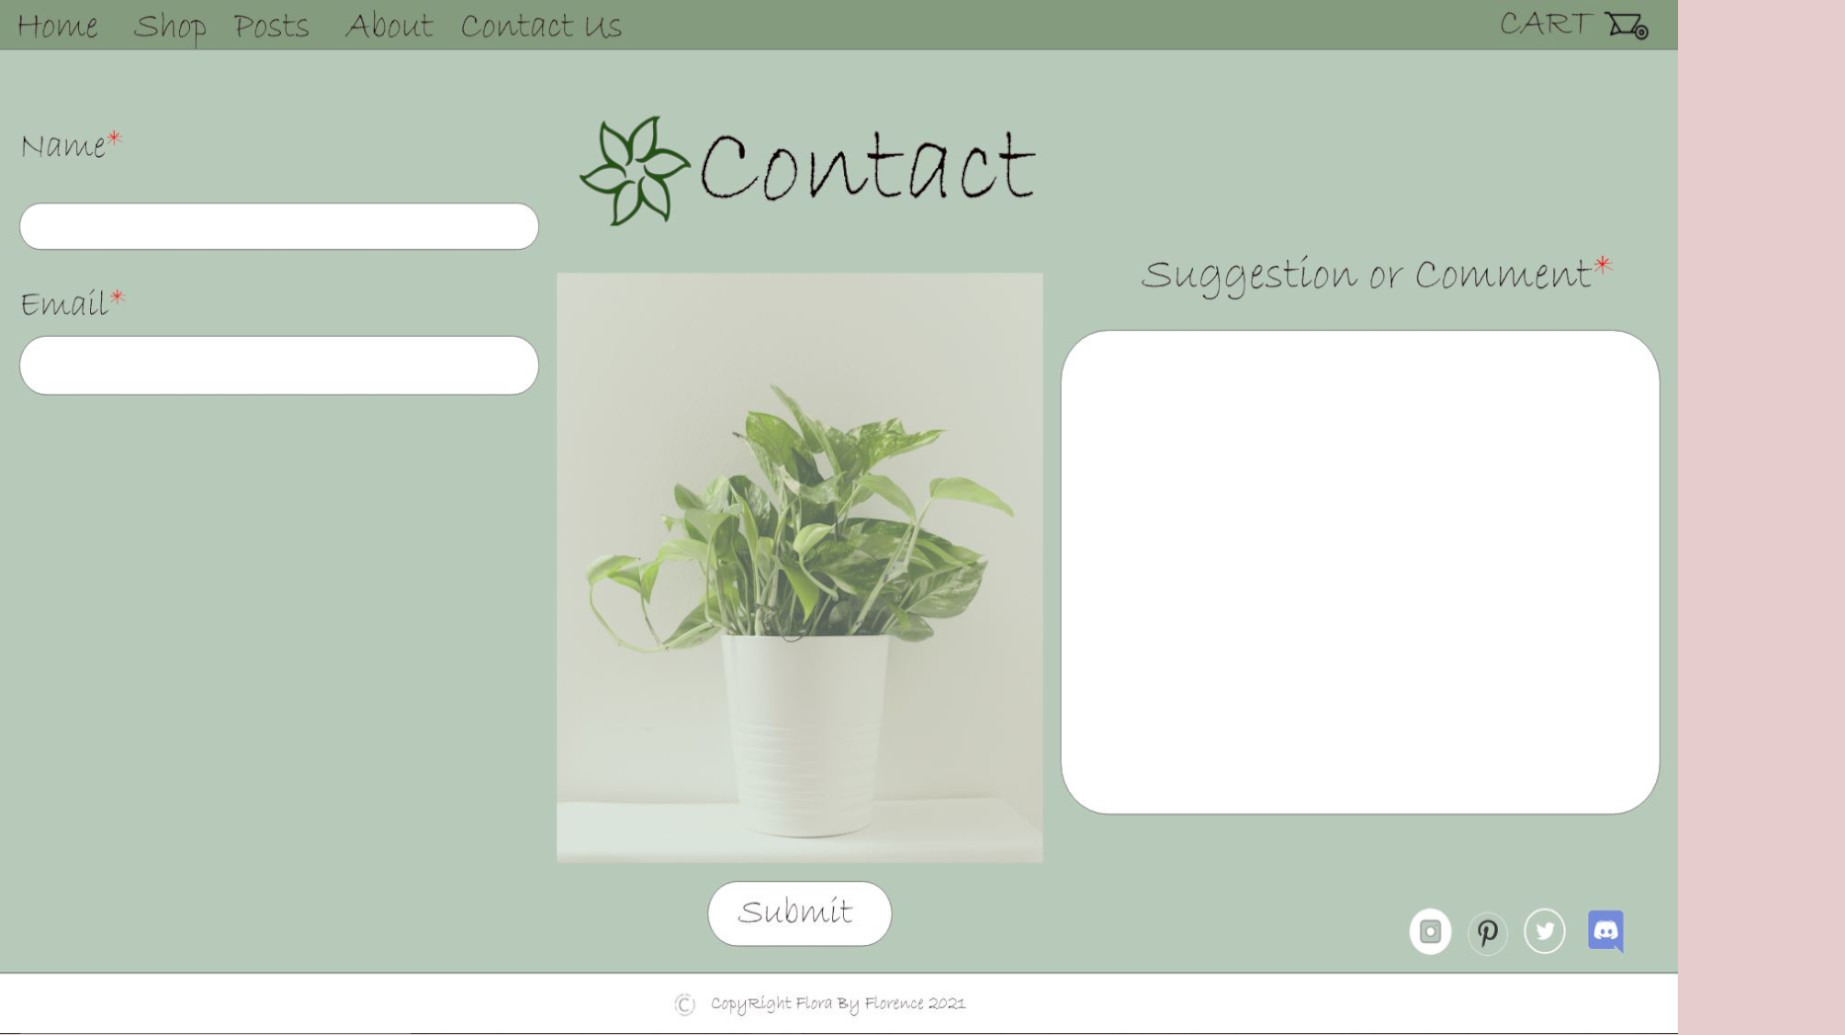 Home Shop Posts About Contact Us CART
Contact
Name*
Email*
Suggestion or Comment*
Submit
© CopyRight Flora By Florence 2021